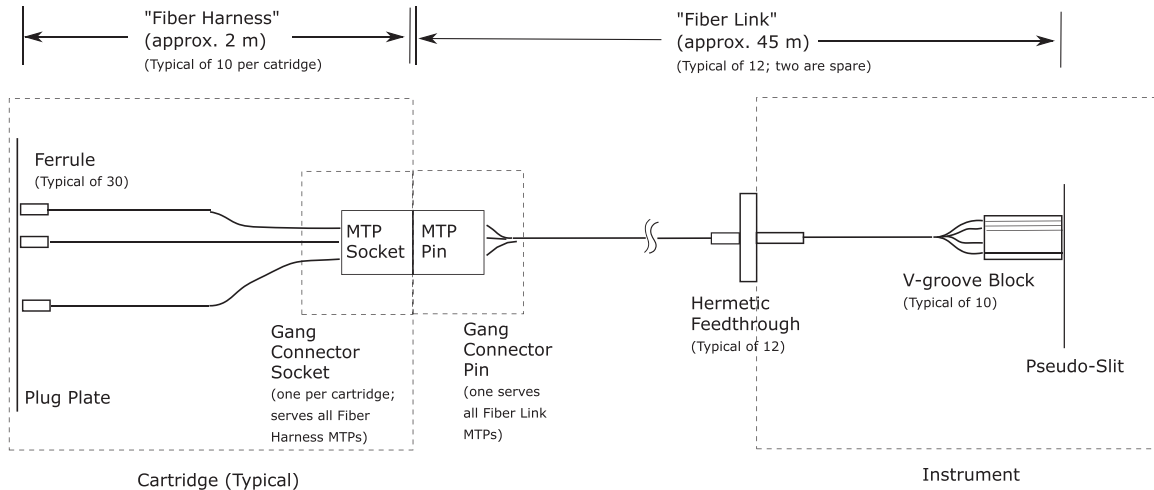 "Fiber Harness"
(approx. 2 m)
(Typical of 10 per catridge)
"Fiber Link"
(approx. 45 m)
(Typical of 12; two are spare)
Ferrule
(Typical of 30)
MTP
Socket
MTP
Pin
Hermetic
Feedthrough
(Typical of 12)
V-groove Block
(Typical of 10)
Gang
Connector
Socket
(one per cartridge;
serves all Fiber
Harness MTPs)
Gang
Connector
Pin
(one serves
all Fiber Link
MTPs)
Pseudo-Slit
Plug Plate
Cartridge (Typical)
Instrument